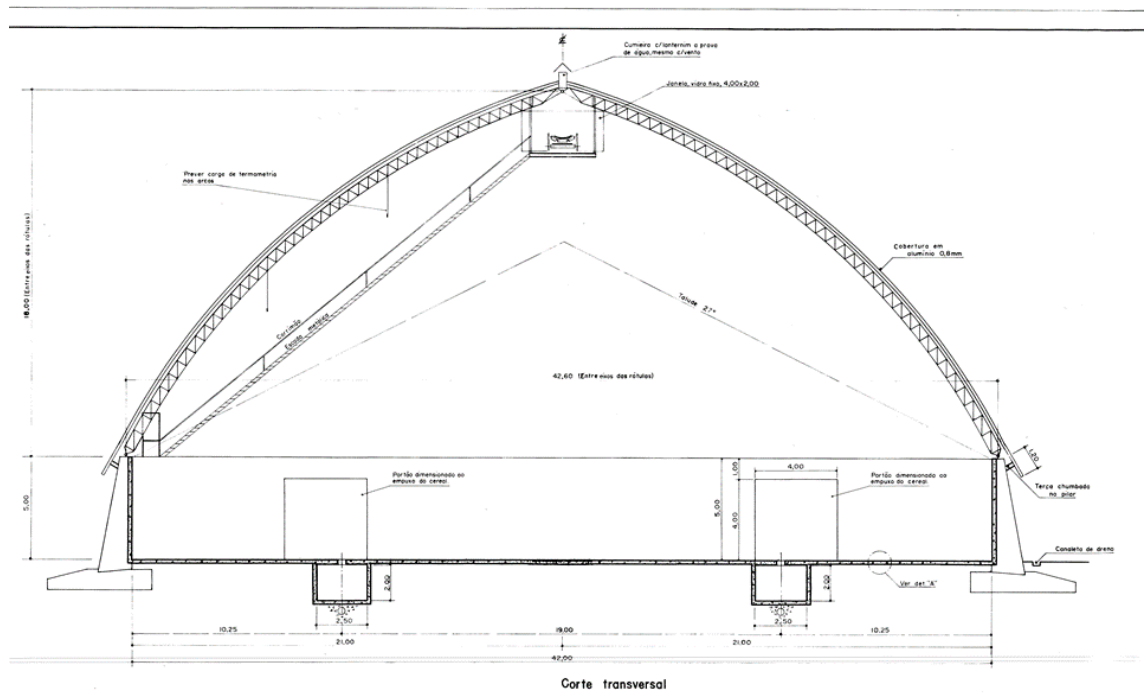 Cumieira c/lanternim a prova
de água, mesmo c/vento
Janela, vidro fixo, 4,00x2,00
Prever carga de termometria
nos arcos
18,00 (Entre eixos das rótulas)
Cobertura em
alumínio 0,8mm
Corrimão
Escada metálica
Talude 27°
42,60 (Entre eixos das rótulas)
1,20
Terça chumbada
no pilar
5,00
Portão dimensionado ao
empuxo do cereal
5,00
1,00
4,00
4,00
Portão dimensionado ao
empuxo do cereal
Canaleta de dreno
Ver det. "A"
2,00
2,00
2,50
2,50
10,25
19,00
10,25
21,00
21,00
42,00
Corte transversal